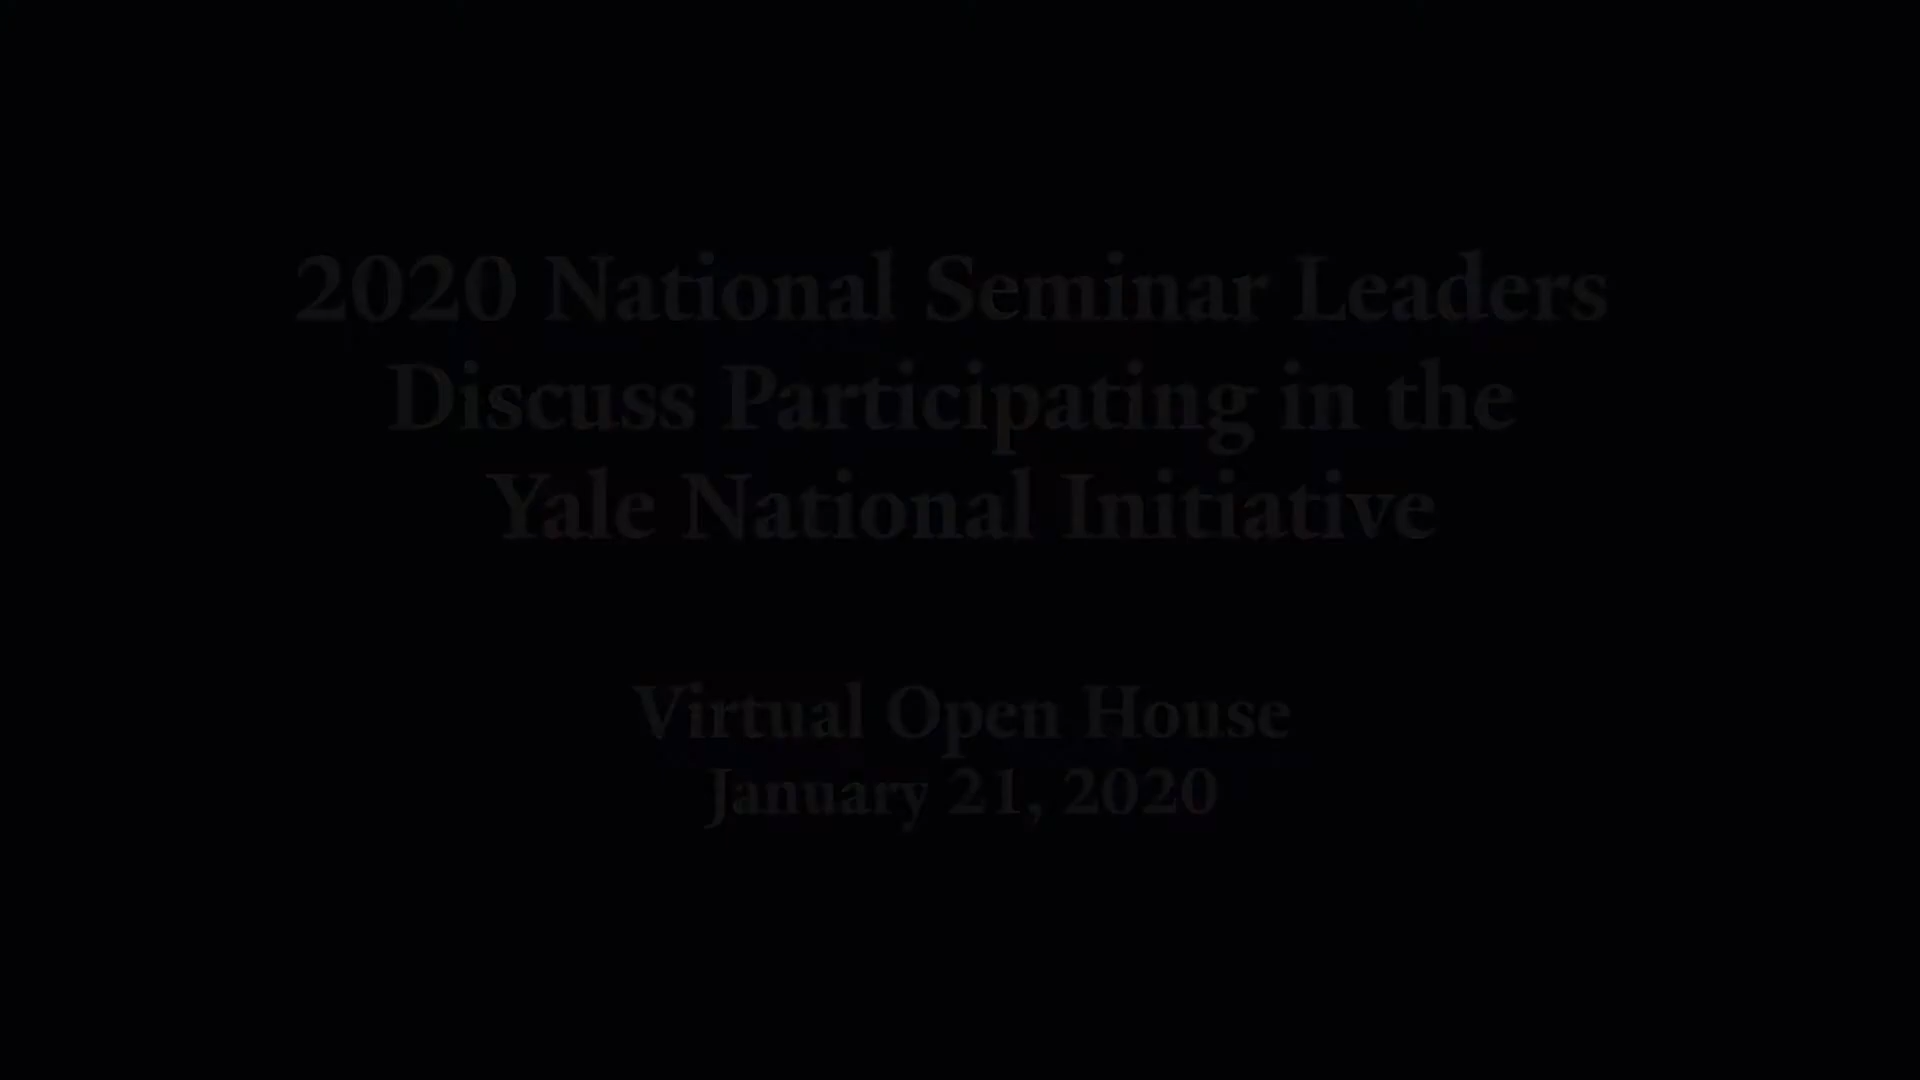 2020 National Seminar Leaders
Discuss Participating in the
Yale National Initiative
Virtual Open House
January 21, 2020